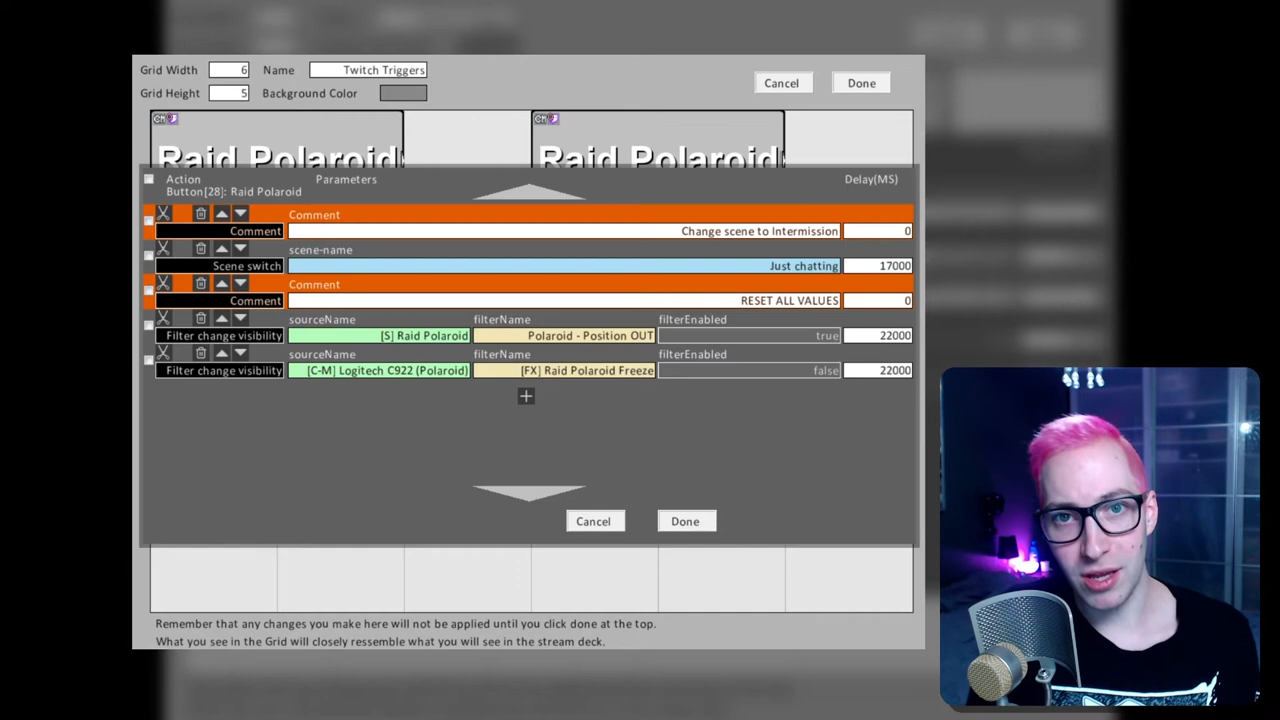 Grid Width 6 Name Twitch Triggers
Cancel Done
Grid Height 5 Background Color
Raid Polaroid Raid Polaroid
Action Parameters Delay(MS)
Button[28]: Raid Polaroid
Comment
Comment Change scene to Intermission 0
scene-name
Scene switch Just chatting 17000
Comment
Comment RESET ALL VALUES 0
sourceName filterName filterEnabled
Filter change visibility [S] Raid Polaroid Polaroid - Position OUT true 22000
sourceName filterName filterEnabled
Filter change visibility [C-M] Logitech C922 (Polaroid) [FX] Raid Polaroid Freeze false 22000
+
Cancel Done
Remember that any changes you make here will not be applied until you click done at the top.
What you see in the Grid will closely ressemble what you will see in the stream deck.